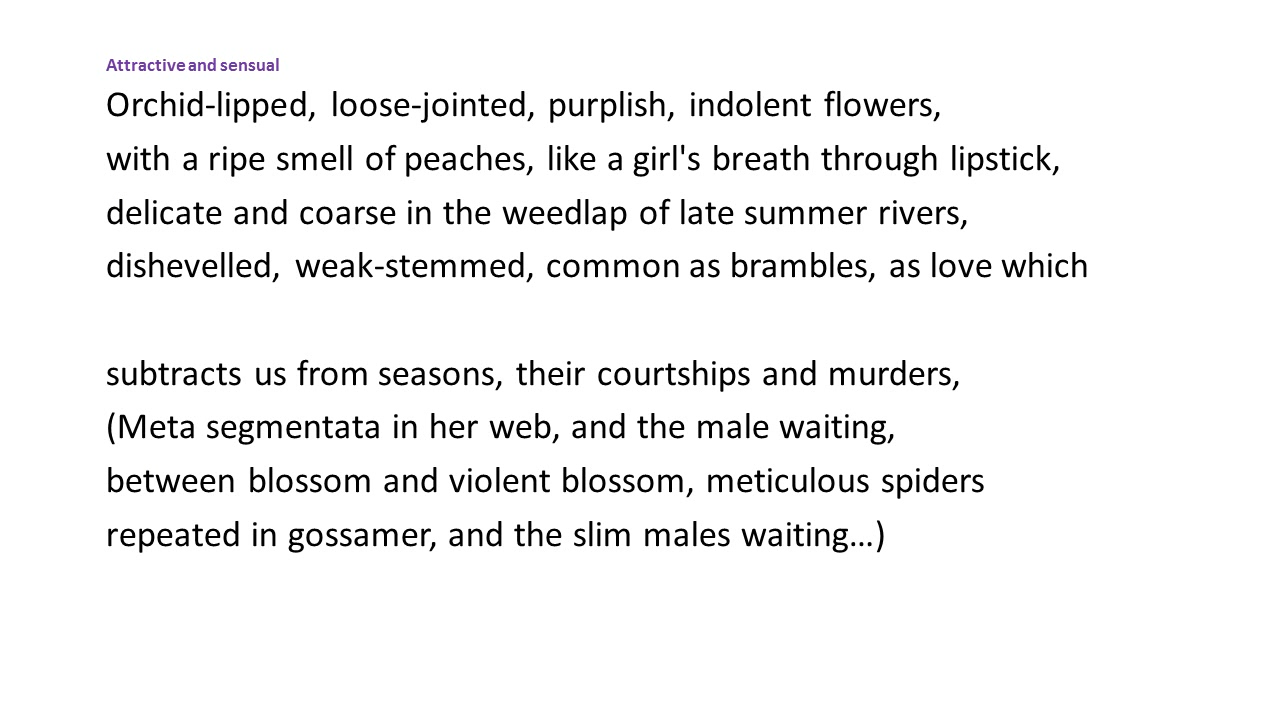 Attractive and sensual
Orchid-lipped, loose-jointed, purplish, indolent flowers,
with a ripe smell of peaches, like a girl's breath through lipstick,
delicate and coarse in the weedlap of late summer rivers,
dishevelled, weak-stemmed, common as brambles, as love which
subtracts us from seasons, their courtships and murders,
(Meta segmentata in her web, and the male waiting,
between blossom and violent blossom, meticulous spiders
repeated in gossamer, and the slim males waiting…)